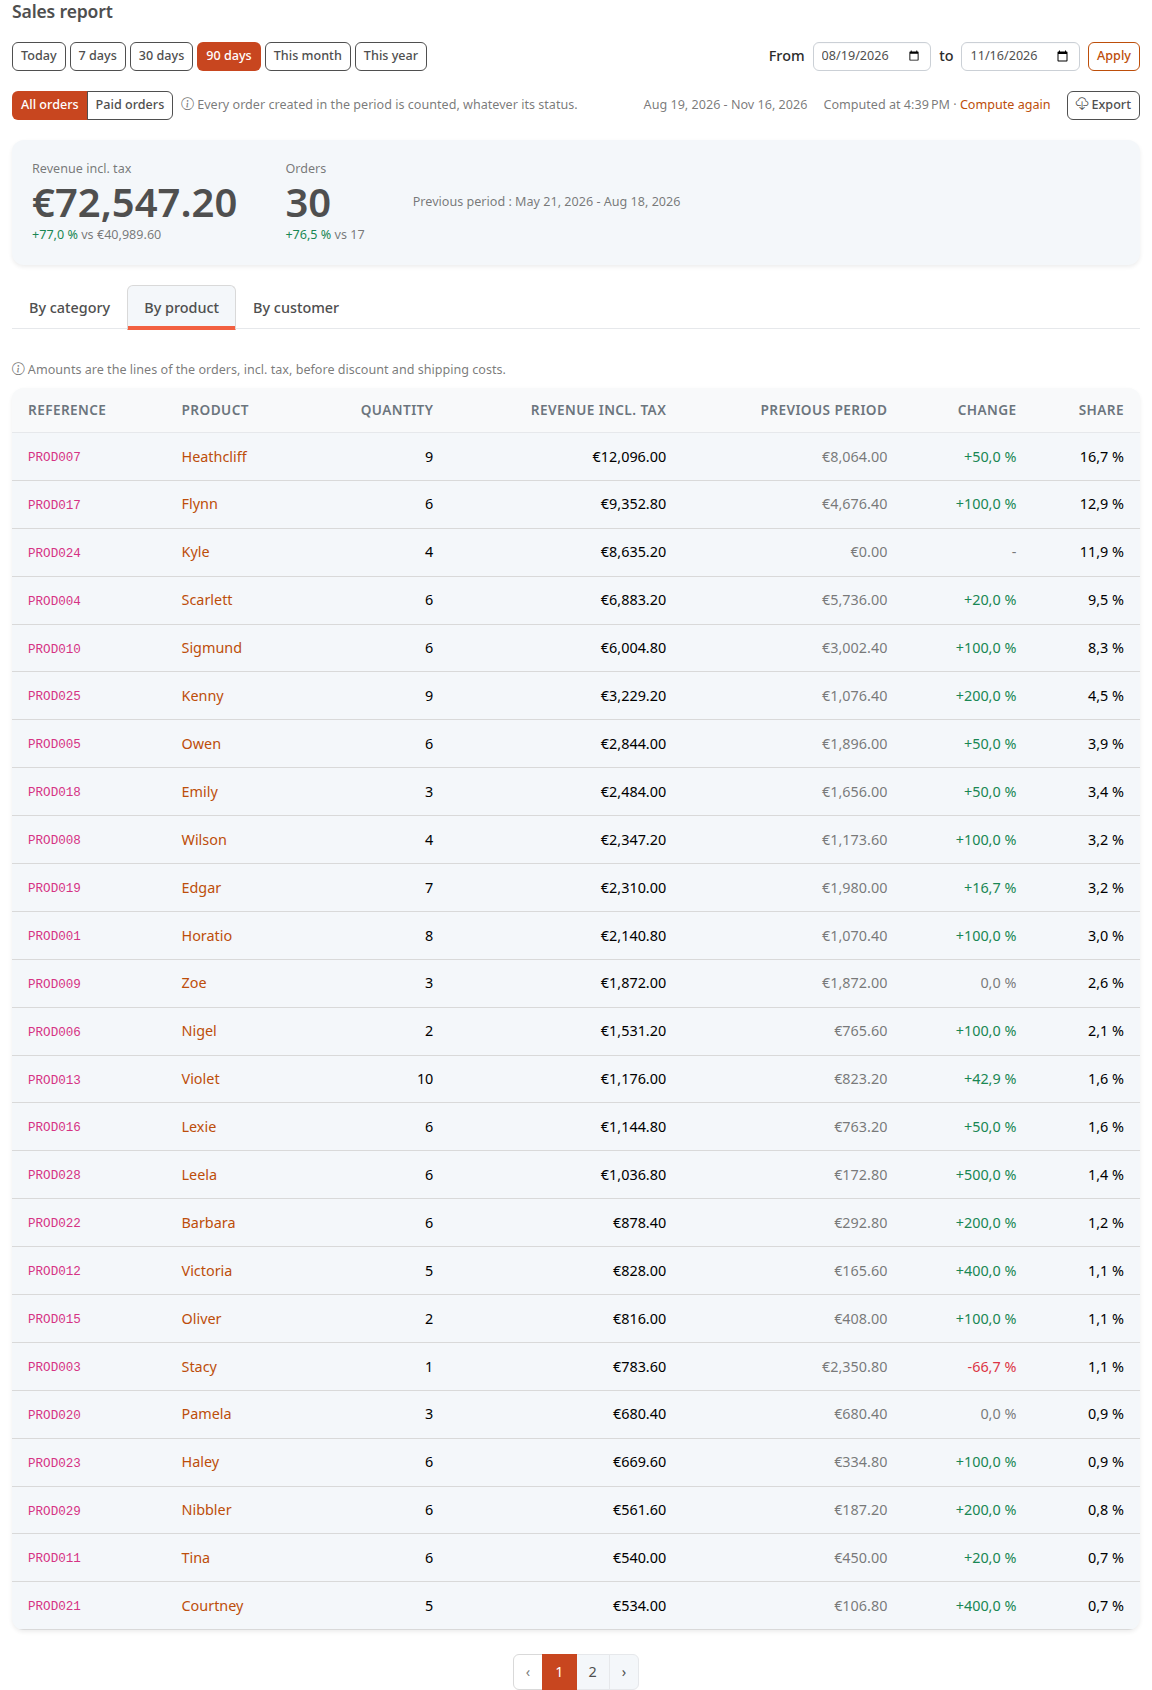 Sales report
Today 7 days 30 days 90 days This month This year From 08/19/2026 to 11/16/2026 Apply
All orders Paid orders Every order created in the period is counted, whatever its status. Aug 19, 2026 - Nov 16, 2026 Computed at 4:39 PM · Compute again Export
Revenue incl. tax Orders
€72,547.20 30 Previous period : May 21, 2026 - Aug 18, 2026
+77,0 % vs €40,989.60 +76,5 % vs 17
By category By product By customer
Amounts are the lines of the orders, incl. tax, before discount and shipping costs.
REFERENCE PRODUCT QUANTITY REVENUE INCL. TAX PREVIOUS PERIOD CHANGE SHARE
PROD007 Heathcliff 9 €12,096.00 €8,064.00 +50,0 % 16,7 %
PROD017 Flynn 6 €9,352.80 €4,676.40 +100,0 % 12,9 %
PROD024 Kyle 4 €8,635.20 €0.00 - 11,9 %
PROD004 Scarlett 6 €6,883.20 €5,736.00 +20,0 % 9,5 %
PROD010 Sigmund 6 €6,004.80 €3,002.40 +100,0 % 8,3 %
PROD025 Kenny 9 €3,229.20 €1,076.40 +200,0 % 4,5 %
PROD005 Owen 6 €2,844.00 €1,896.00 +50,0 % 3,9 %
PROD018 Emily 3 €2,484.00 €1,656.00 +50,0 % 3,4 %
PROD008 Wilson 4 €2,347.20 €1,173.60 +100,0 % 3,2 %
PROD019 Edgar 7 €2,310.00 €1,980.00 +16,7 % 3,2 %
PROD001 Horatio 8 €2,140.80 €1,070.40 +100,0 % 3,0 %
PROD009 Zoe 3 €1,872.00 €1,872.00 0,0 % 2,6 %
PROD006 Nigel 2 €1,531.20 €765.60 +100,0 % 2,1 %
PROD013 Violet 10 €1,176.00 €823.20 +42,9 % 1,6 %
PROD016 Lexie 6 €1,144.80 €763.20 +50,0 % 1,6 %
PROD028 Leela 6 €1,036.80 €172.80 +500,0 % 1,4 %
PROD022 Barbara 6 €878.40 €292.80 +200,0 % 1,2 %
PROD012 Victoria 5 €828.00 €165.60 +400,0 % 1,1 %
PROD015 Oliver 2 €816.00 €408.00 +100,0 % 1,1 %
PROD003 Stacy 1 €783.60 €2,350.80 -66,7 % 1,1 %
PROD020 Pamela 3 €680.40 €680.40 0,0 % 0,9 %
PROD023 Haley 6 €669.60 €334.80 +100,0 % 0,9 %
PROD029 Nibbler 6 €561.60 €187.20 +200,0 % 0,8 %
PROD011 Tina 6 €540.00 €450.00 +20,0 % 0,7 %
PROD021 Courtney 5 €534.00 €106.80 +400,0 % 0,7 %
‹ 1 2 ›